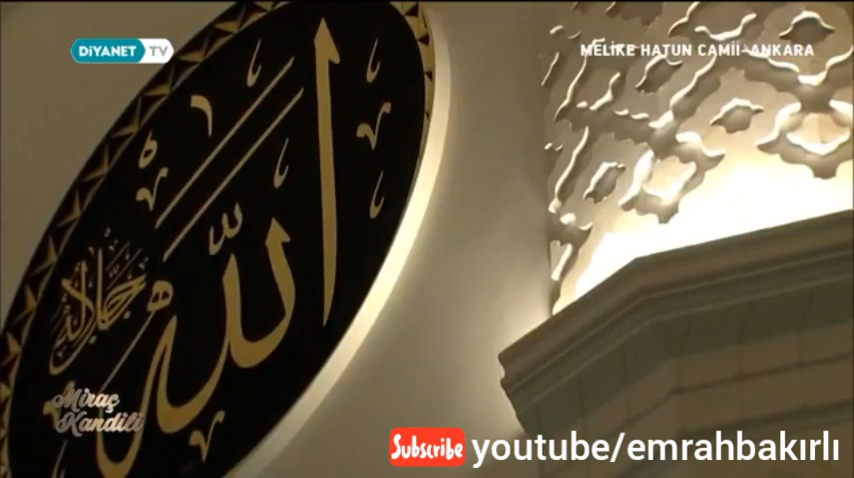 DİYANET TV
MELİKE HATUN CAMİİ-ANKARA
الله
جل جلاله
Miraç
Kandili
Subscribe youtube/emrahbakırlı